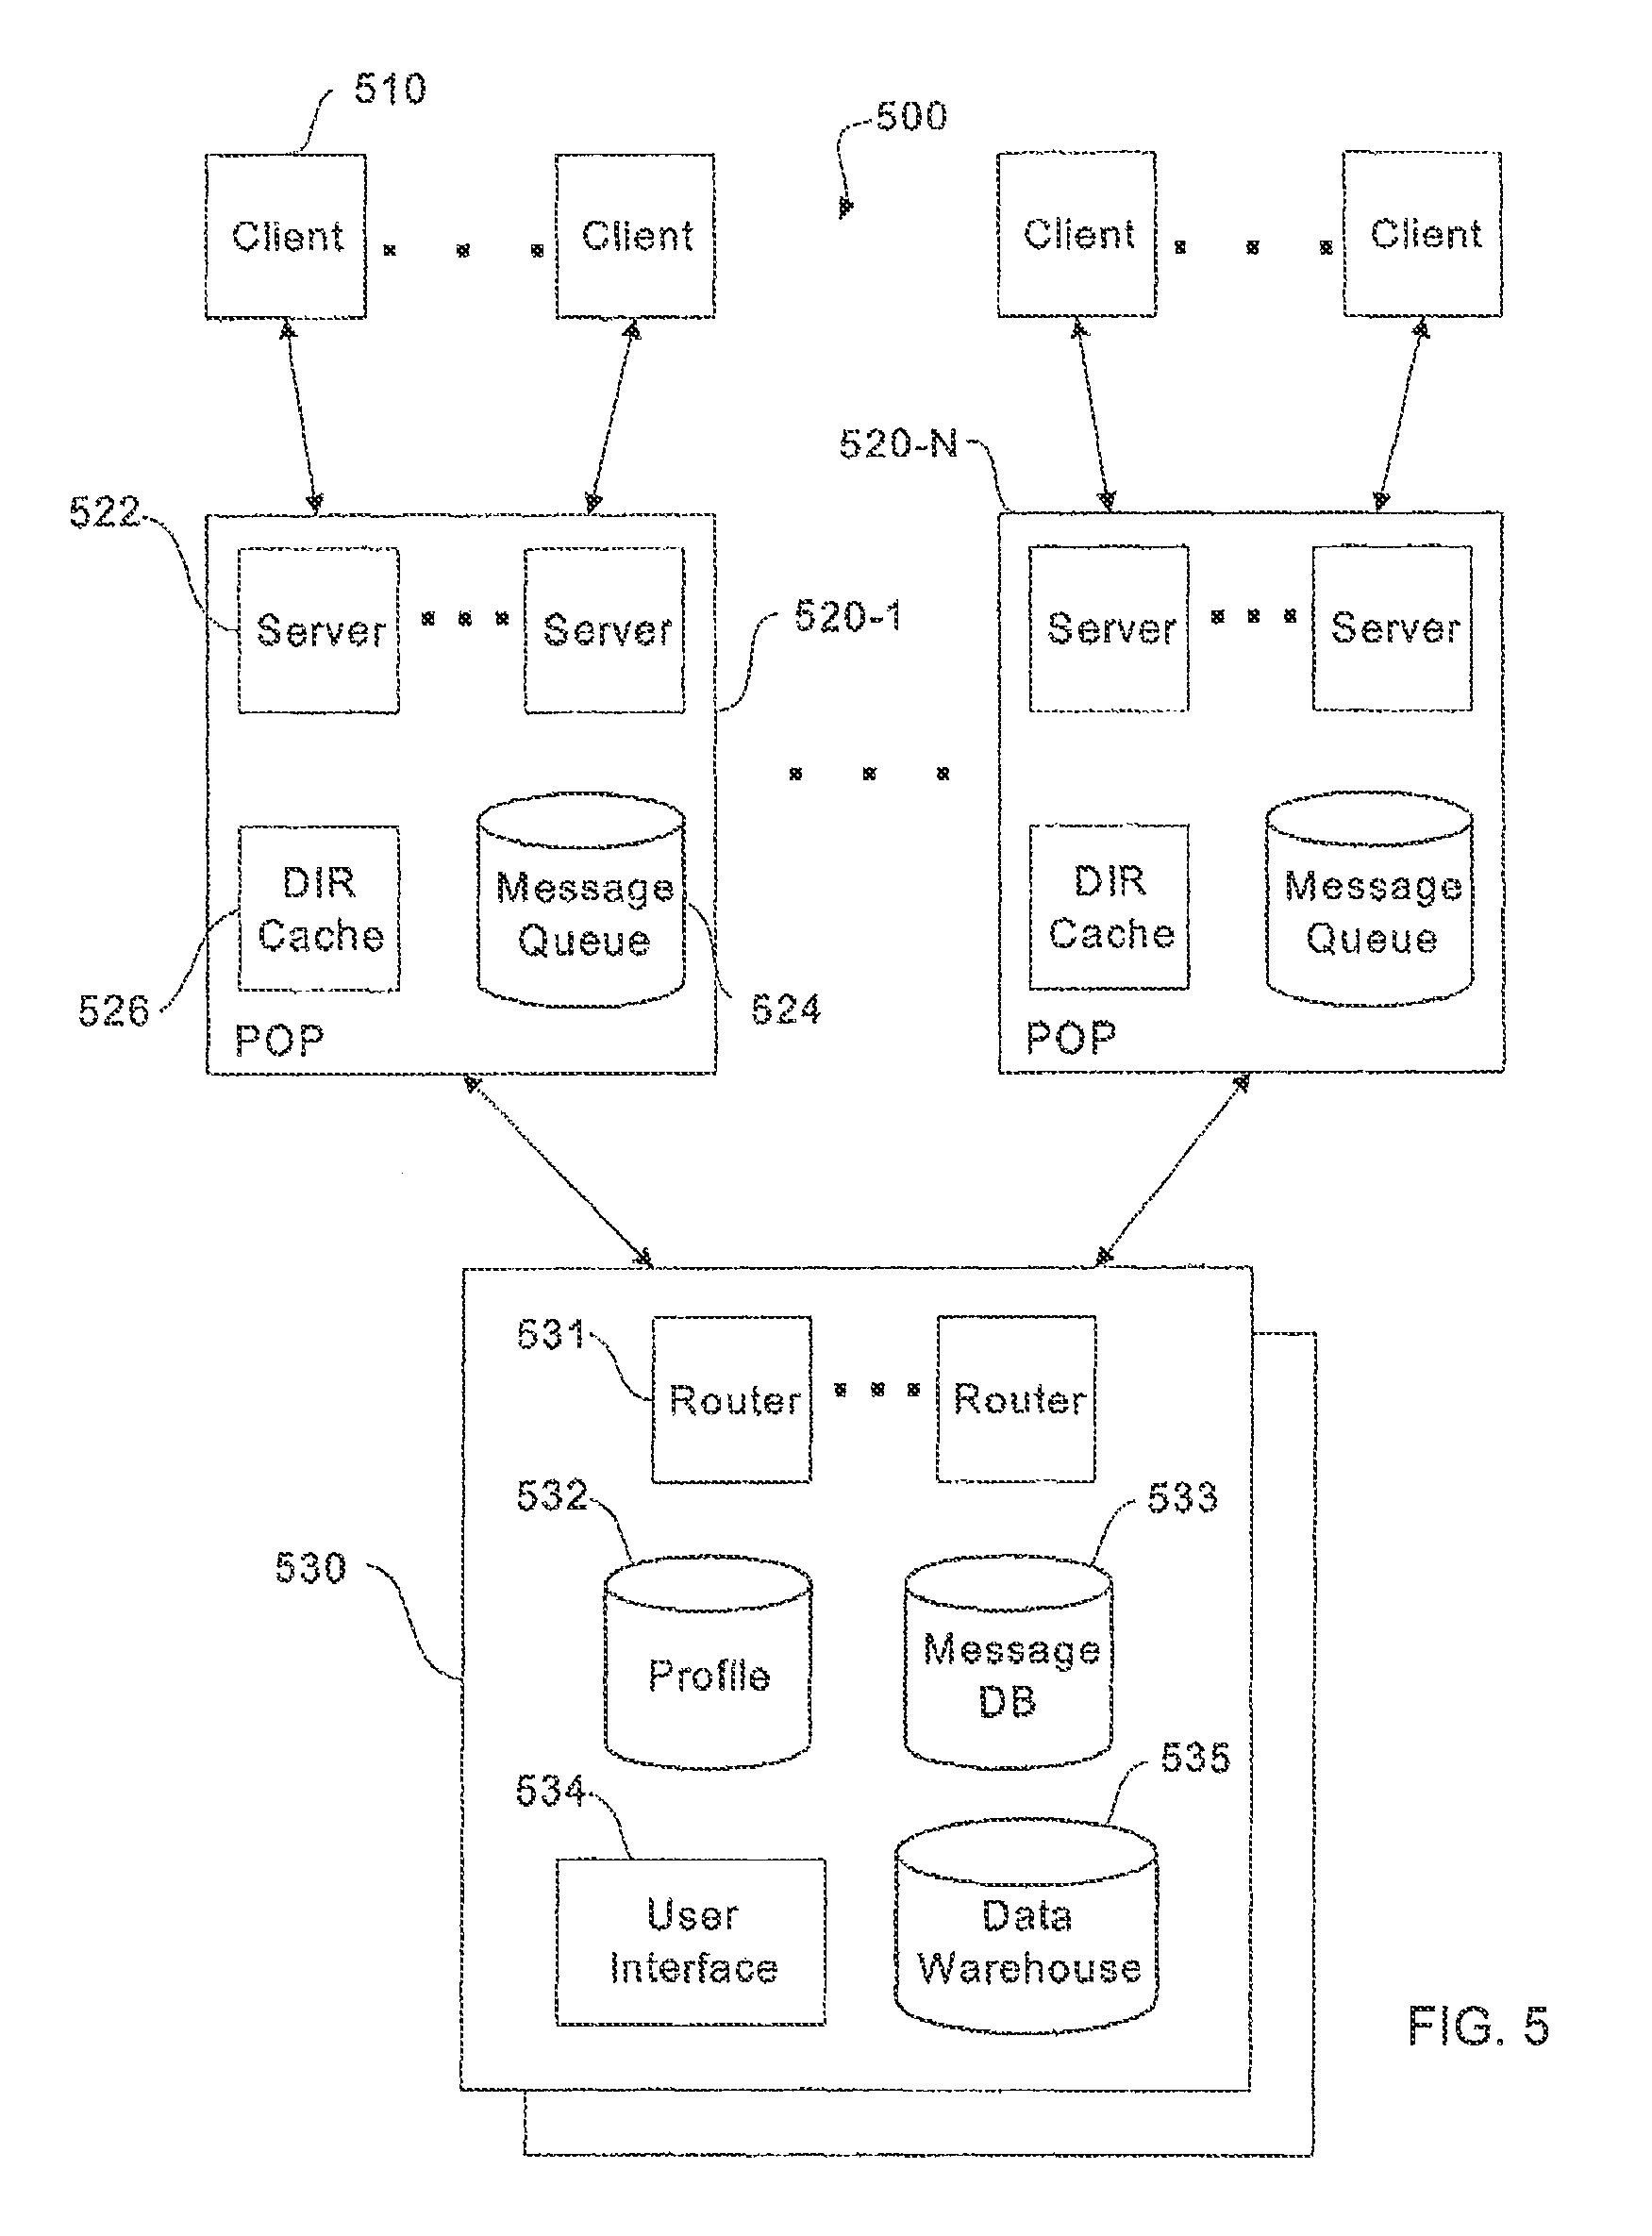 510
500
Client
Client
Client
Client
520-N
522
Server
Server
520-1
Server
Server
DIR
Cache
Message
Queue
DIR
Cache
Message
Queue
526
524
POP
POP
531
Router
Router
532
533
530
Profile
Message
DB
534
535
User
Interface
Data
Warehouse
FIG. 5